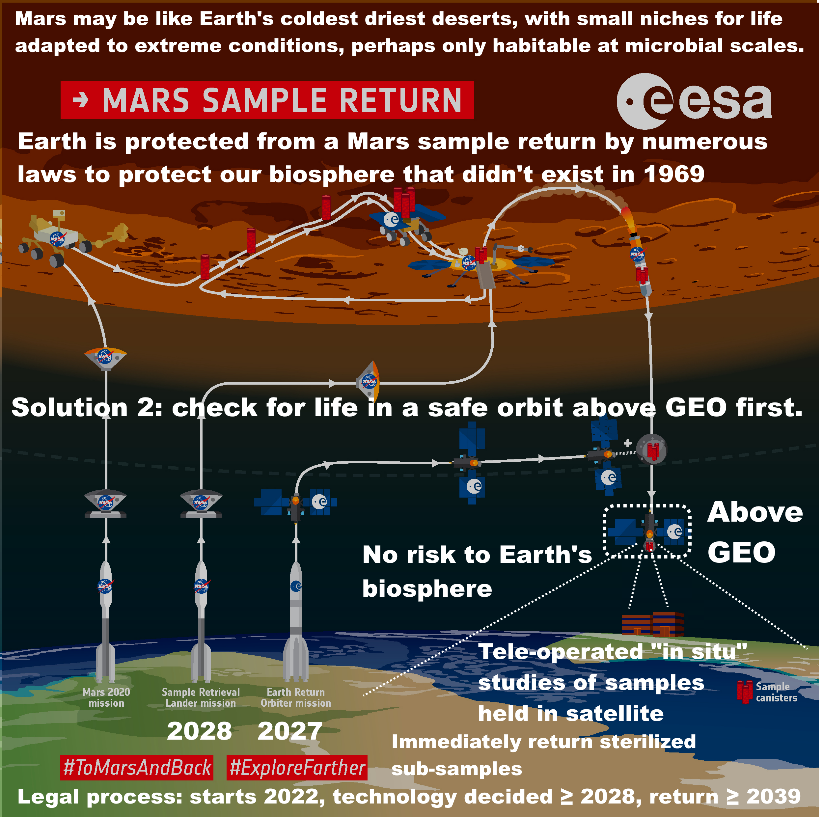 Mars may be like Earth's coldest driest deserts, with small niches for life
adapted to extreme conditions, perhaps only habitable at microbial scales.
→ MARS SAMPLE RETURN
esa
Earth is protected from a Mars sample return by numerous
laws to protect our biosphere that didn't exist in 1969
Solution 2: check for life in a safe orbit above GEO first.
Above
GEO
No risk to Earth's
biosphere
Tele-operated "in situ"
studies of samples
held in satellite
Sample
canisters
Mars 2020
mission
Sample Retrieval
Lander mission
Earth Return
Orbiter mission
2028 2027
Immediately return sterilized
sub-samples
#ToMarsAndBack #ExploreFarther
Legal process: starts 2022, technology decided ≥ 2028, return ≥ 2039